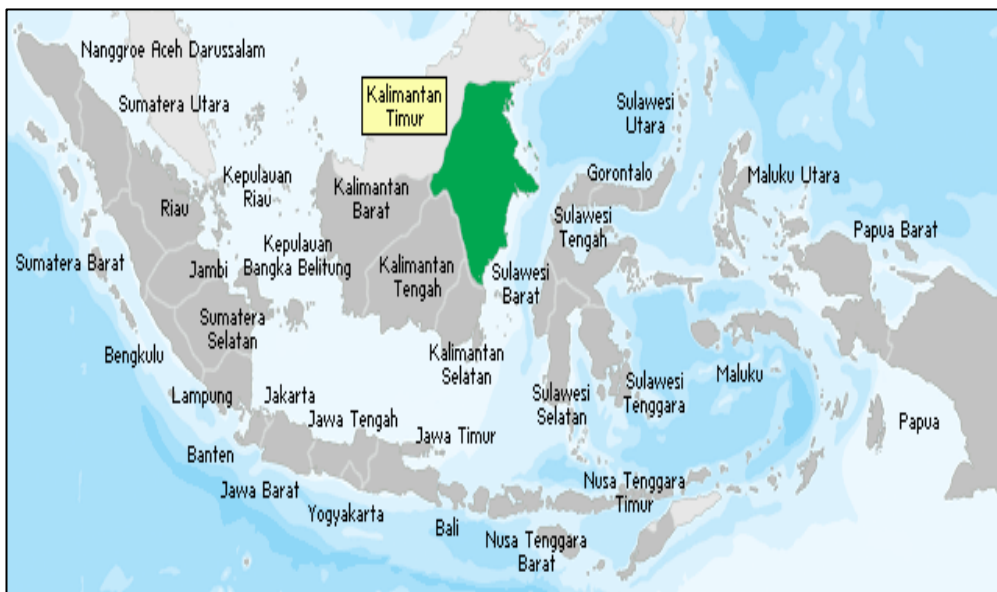 Nanggroe Aceh Darussalam
Sumatera Utara
Kalimantan
Timur
Sulawesi
Utara
Kepulauan
Riau
Kalimantan
Barat
Gorontalo
Maluku Utara
Riau
Sulawesi
Tengah
Papua Barat
Sumatera Barat
Jambi
Kepulauan
Bangka Belitung
Kalimantan
Tengah
Sulawesi
Barat
Sumatera
Selatan
Bengkulu
Kalimantan
Selatan
Maluku
Lampung
Jakarta
Sulawesi
Selatan
Sulawesi
Tenggara
Jawa Tengah
Jawa Timur
Papua
Banten
Jawa Barat
Nusa Tenggara
Timur
Yogyakarta
Bali
Nusa Tenggara
Barat